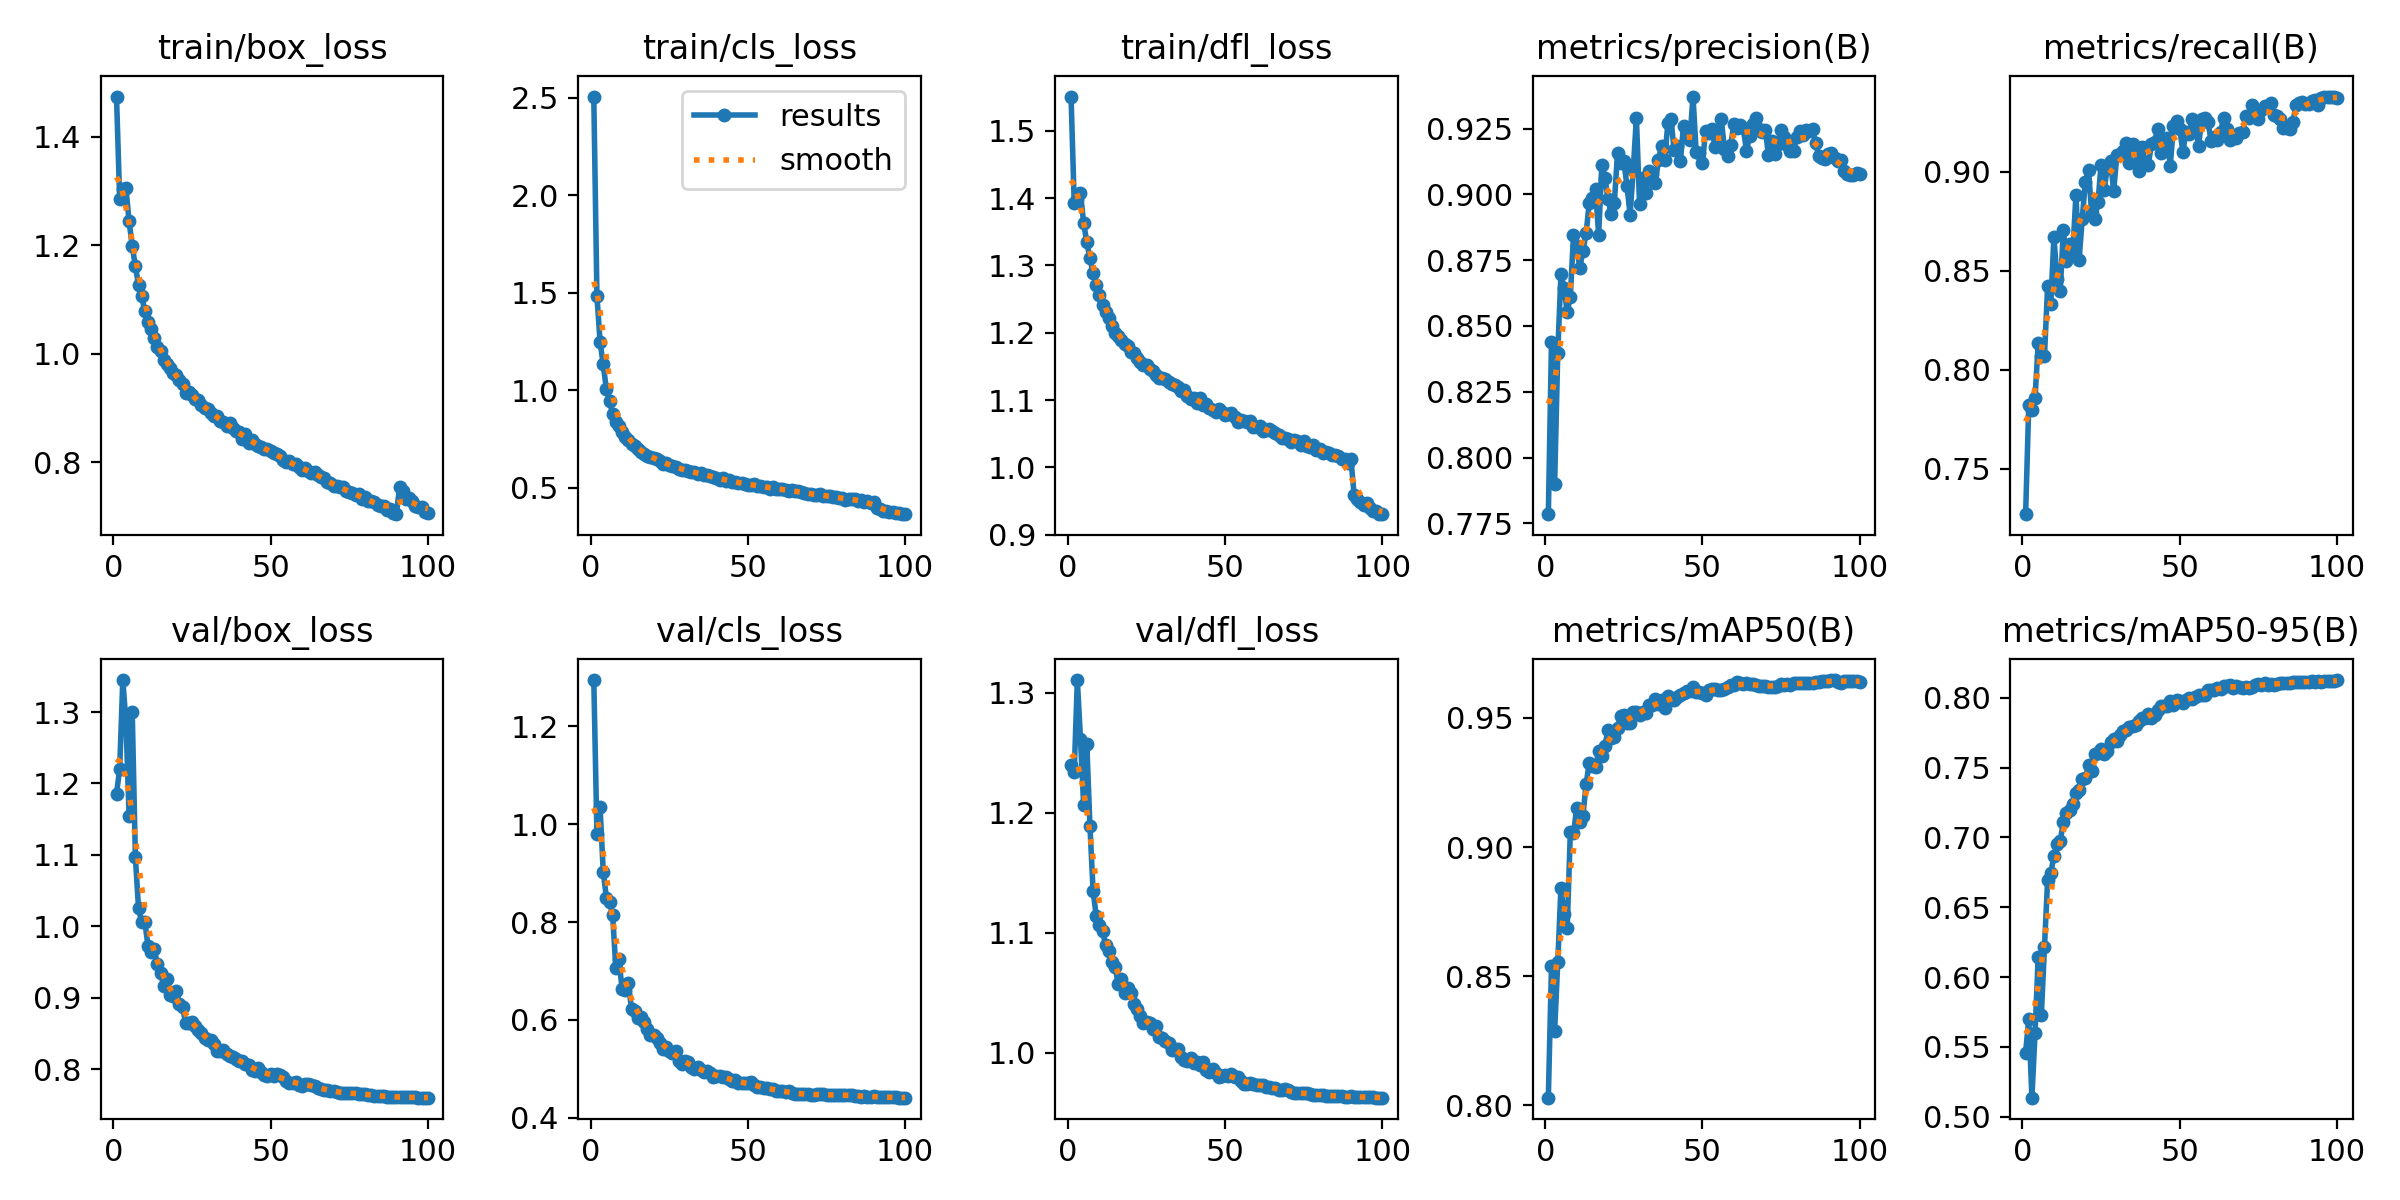 train/box_loss
train/cls_loss
train/dfl_loss
metrics/precision(B)
metrics/recall(B)
1.4
1.2
1.0
0.8
0 50 100
2.5
2.0
1.5
1.0
0.5
0 50 100
results
smooth
1.5
1.4
1.3
1.2
1.1
1.0
0.9
0 50 100
0.925
0.900
0.875
0.850
0.825
0.800
0.775
0 50 100
0.90
0.85
0.80
0.75
0 50 100
val/box_loss
val/cls_loss
val/dfl_loss
metrics/mAP50(B)
metrics/mAP50-95(B)
1.3
1.2
1.1
1.0
0.9
0.8
0 50 100
1.2
1.0
0.8
0.6
0.4
0 50 100
1.3
1.2
1.1
1.0
0 50 100
0.95
0.90
0.85
0.80
0 50 100
0.80
0.75
0.70
0.65
0.60
0.55
0.50
0 50 100